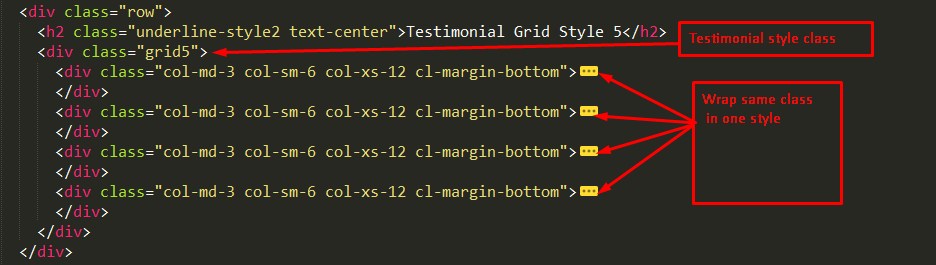 <div class="row">
<h2 class="underline-style2 text-center">Testimonial Grid Style 5</h2>
Testimonial style class
<div class="grid5">
<div class="col-md-3 col-sm-6 col-xs-12 cl-margin-bottom">
</div>
Wrap same class
in one style
<div class="col-md-3 col-sm-6 col-xs-12 cl-margin-bottom">
</div>
<div class="col-md-3 col-sm-6 col-xs-12 cl-margin-bottom">
</div>
<div class="col-md-3 col-sm-6 col-xs-12 cl-margin-bottom">
</div>
</div>
</div>